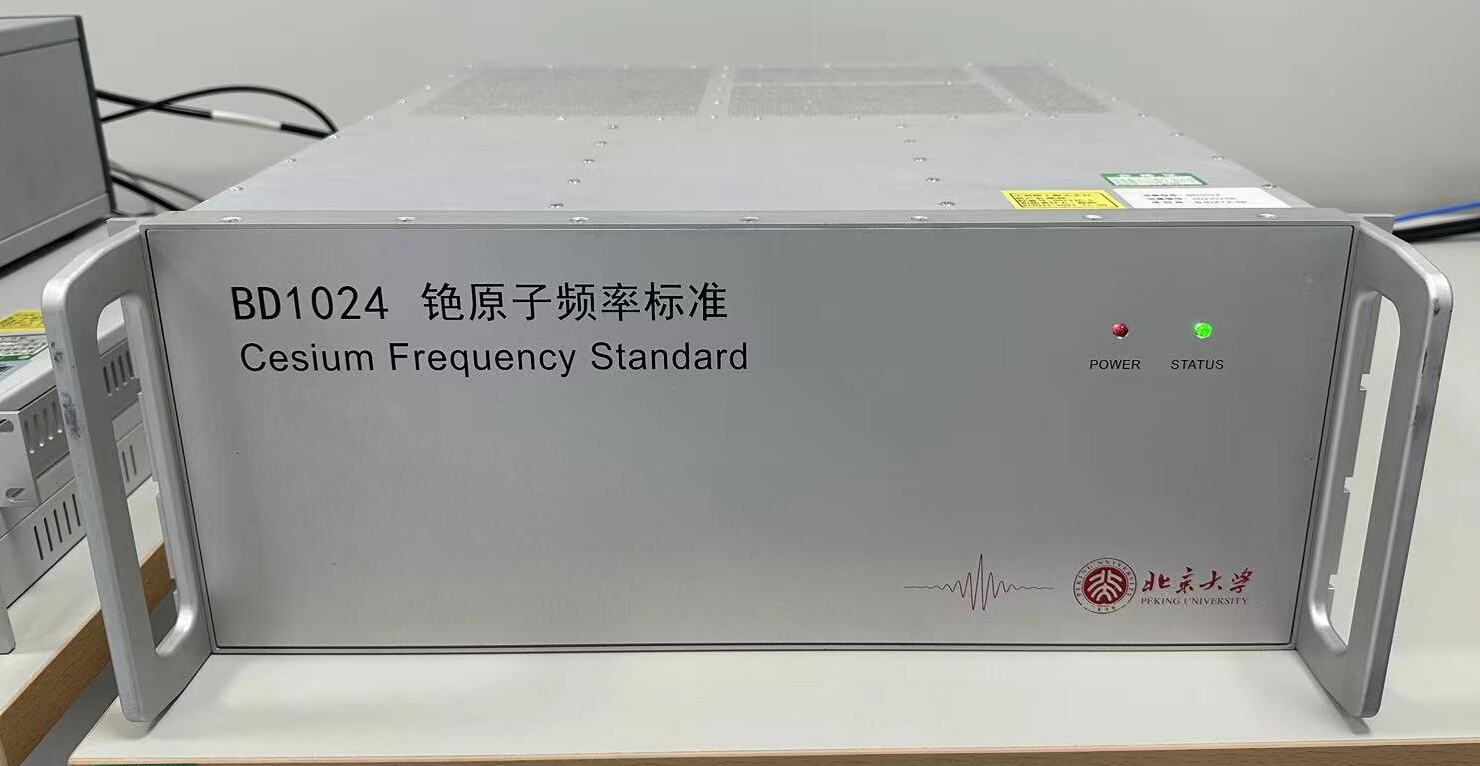 BD1024 铯原子频率标准
Cesium Frequency Standard
POWER
STATUS
北京大学
PEKING UNIVERSITY